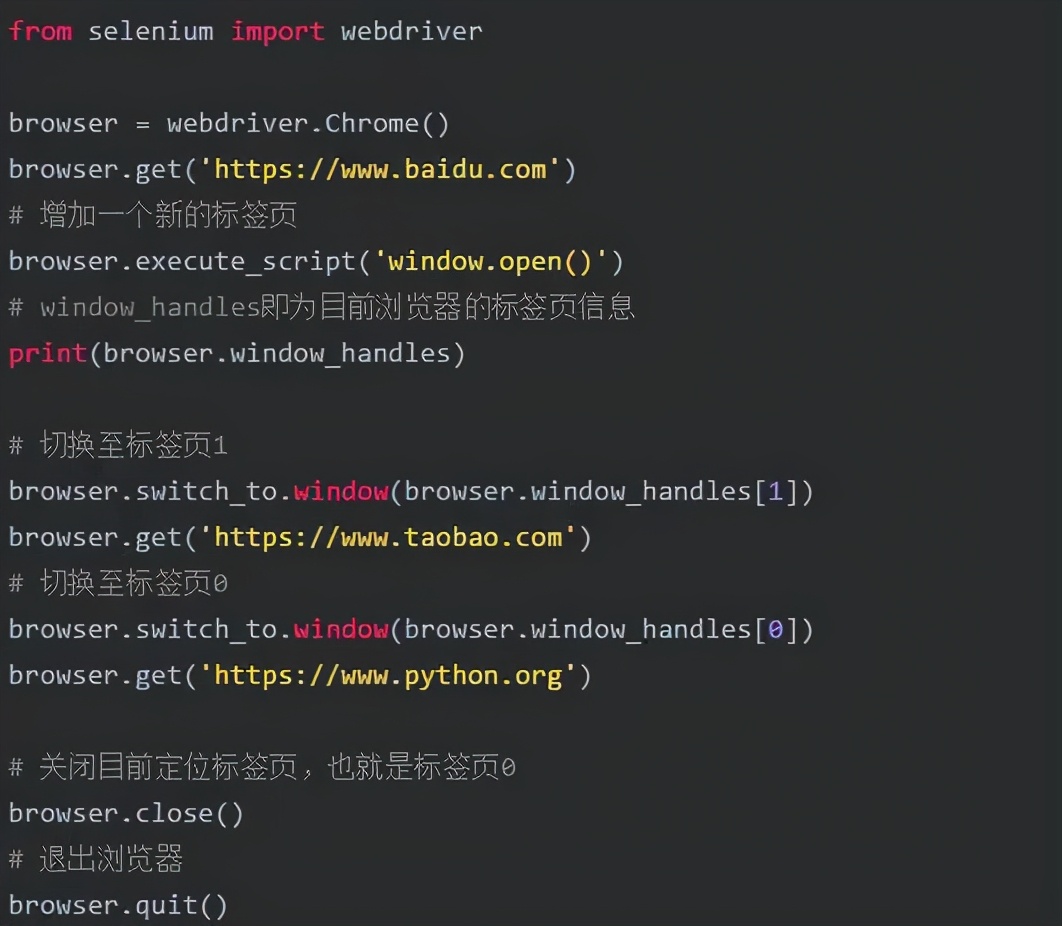 from selenium import webdriver
browser = webdriver.Chrome()
browser.get('https://www.baidu.com')
# 增加一个新的标签页
browser.execute_script('window.open()')
# window_handles即为目前浏览器的标签页信息
print(browser.window_handles)
# 切换至标签页1
browser.switch_to.window(browser.window_handles[1])
browser.get('https://www.taobao.com')
# 切换至标签页0
browser.switch_to.window(browser.window_handles[0])
browser.get('https://www.python.org')
# 关闭目前定位标签页，也就是标签页0
browser.close()
# 退出浏览器
browser.quit()